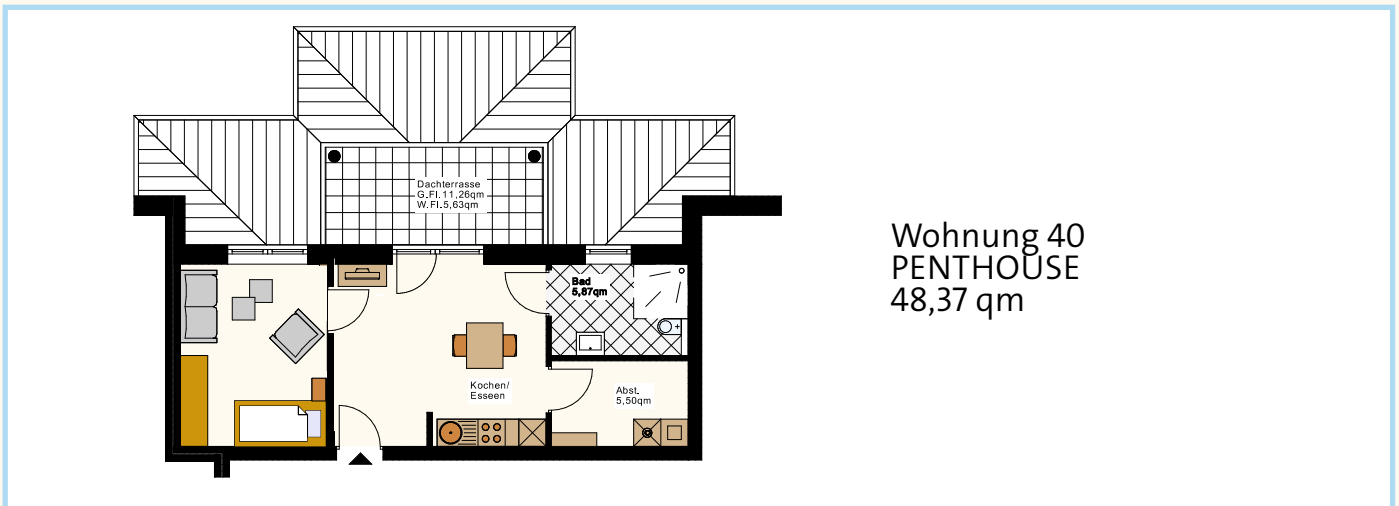 Dachterrasse
G.Fl.11,26qm
W.Fl.5,63qm
Bad
5,87qm
Kochen/
Esseen
Abst.
5,50qm
Wohnung 40
PENTHOUSE
48,37 qm